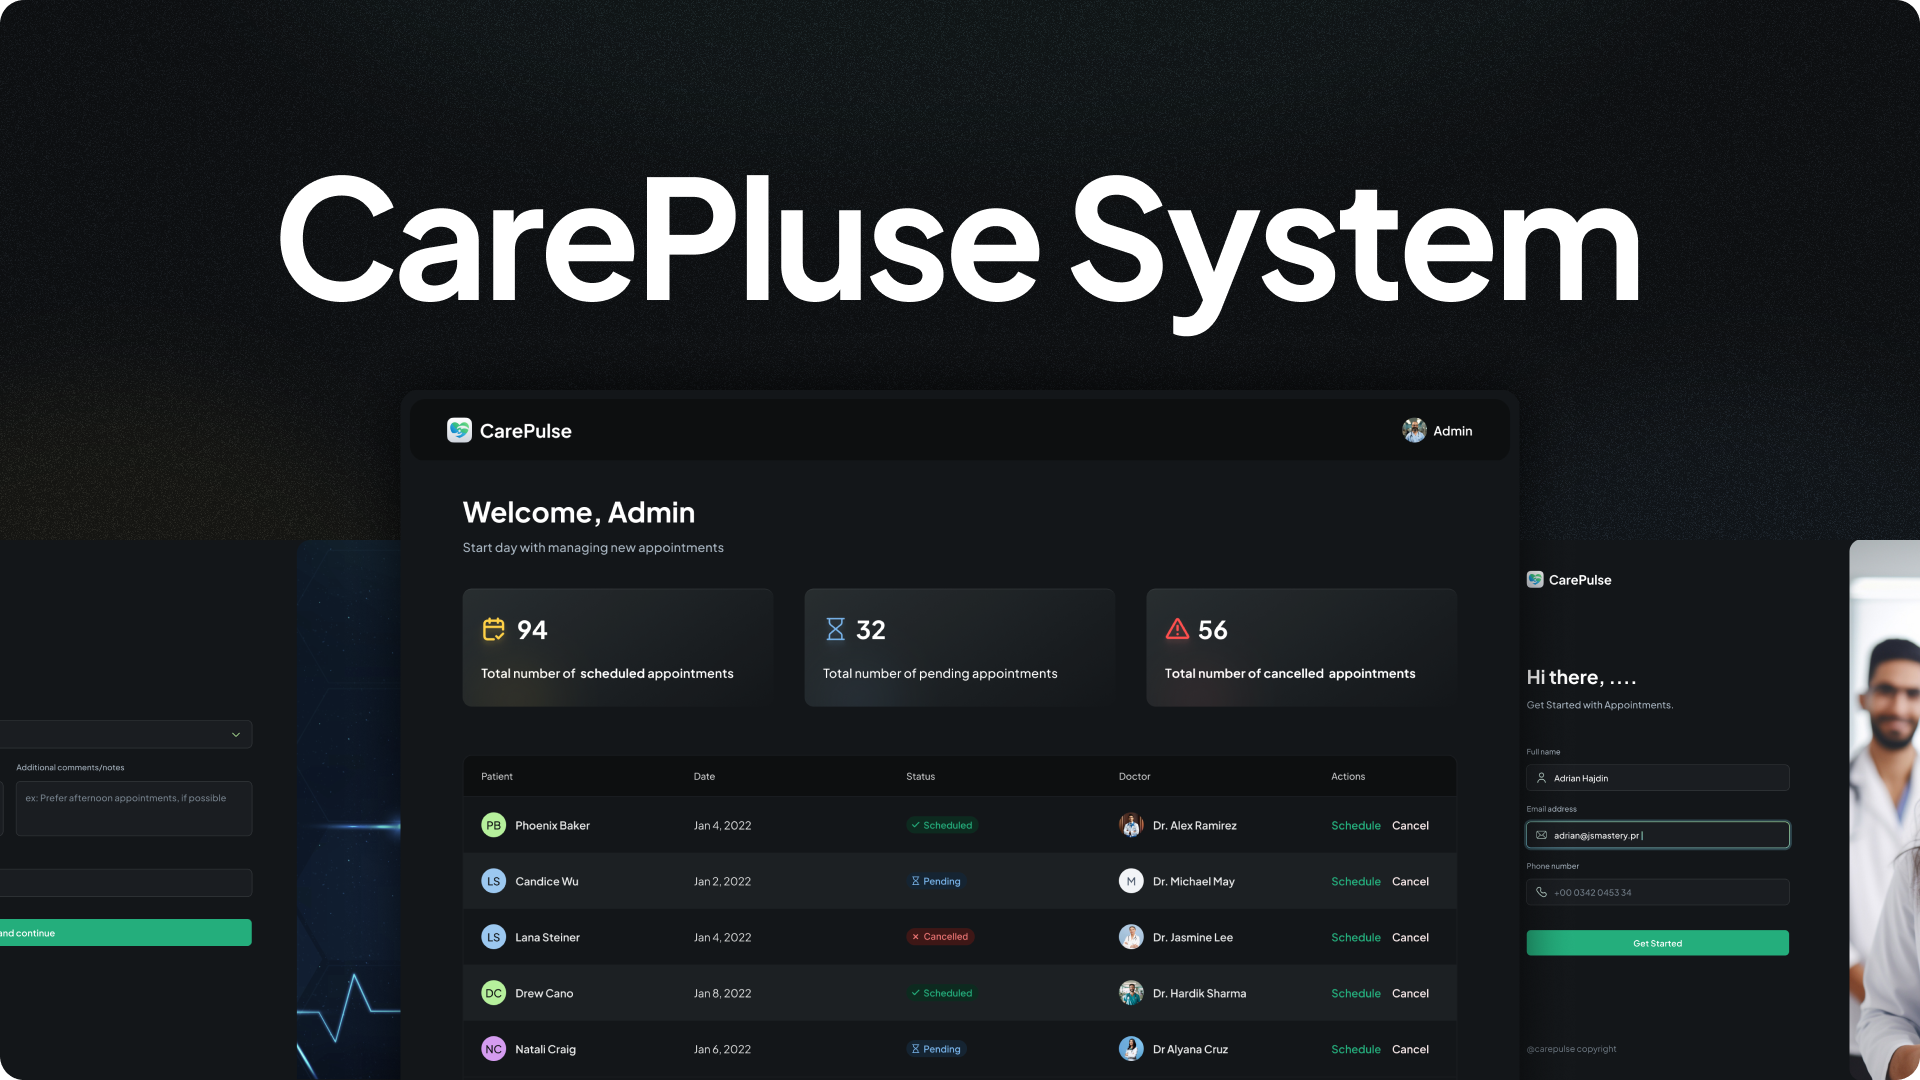 CarePluse System
CarePulse
Admin
Welcome, Admin
Start day with managing new appointments
94
Total number of scheduled appointments
32
Total number of pending appointments
56
Total number of cancelled appointments
Patient Date Status Doctor Actions
PB Phoenix Baker Jan 4, 2022 Scheduled Dr. Alex Ramirez Schedule Cancel
LS Candice Wu Jan 2, 2022 Pending M Dr. Michael May Schedule Cancel
LS Lana Steiner Jan 4, 2022 Cancelled Dr. Jasmine Lee Schedule Cancel
DC Drew Cano Jan 8, 2022 Scheduled Dr. Hardik Sharma Schedule Cancel
NC Natali Craig Jan 6, 2022 Pending Dr Alyana Cruz Schedule Cancel
Additional comments/notes
ex: Prefer afternoon appointments, if possible
and continue
CarePulse
Hi there, ....
Get Started with Appointments.
Full name
Adrian Hajdin
Email address
adrian@jsmastery.pr
Phone number
+00 0342 0453 34
Get Started
@carepulse copyright